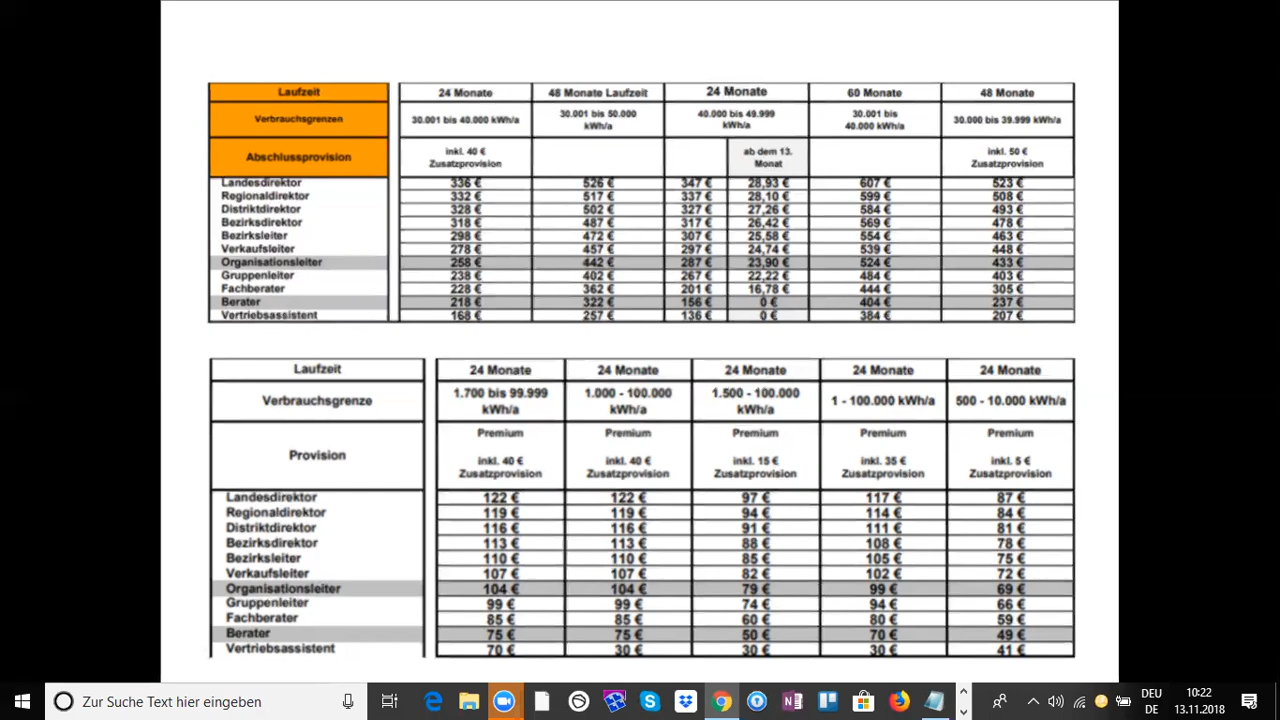 Laufzeit 24 Monate 48 Monate Laufzeit 24 Monate 60 Monate 48 Monate
Verbrauchsgrenzen 30.001 bis 40.000 kWh/a 30.001 bis 50.000 kWh/a 40.000 bis 49.999 kWh/a 30.001 bis 40.000 kWh/a 30.000 bis 39.999 kWh/a
Abschlussprovision inkl. 40 € Zusatzprovision ab dem 13. Monat inkl. 50 € Zusatzprovision
Landesdirektor 336 € 526 € 347 € 28,93 € 607 € 523 €
Regionaldirektor 332 € 517 € 337 € 28,10 € 599 € 508 €
Distriktdirektor 328 € 502 € 327 € 27,26 € 584 € 493 €
Bezirksdirektor 318 € 487 € 317 € 26,42 € 569 € 478 €
Bezirksleiter 298 € 472 € 307 € 25,58 € 554 € 463 €
Verkaufsleiter 278 € 457 € 297 € 24,74 € 539 € 448 €
Organisationsleiter 258 € 442 € 287 € 23,90 € 524 € 433 €
Gruppenleiter 238 € 402 € 267 € 22,22 € 484 € 403 €
Fachberater 228 € 362 € 201 € 16,78 € 444 € 305 €
Berater 218 € 322 € 156 € 0 € 404 € 237 €
Vertriebsassistent 168 € 257 € 136 € 0 € 384 € 207 €
Laufzeit 24 Monate 24 Monate 24 Monate 24 Monate 24 Monate
Verbrauchsgrenze 1.700 bis 99.999 kWh/a 1.000 - 100.000 kWh/a 1.500 - 100.000 kWh/a 1 - 100.000 kWh/a 500 - 10.000 kWh/a
Provision Premium inkl. 40 € Zusatzprovision Premium inkl. 40 € Zusatzprovision Premium inkl. 15 € Zusatzprovision Premium inkl. 35 € Zusatzprovision Premium inkl. 5 € Zusatzprovision
Landesdirektor 122 € 122 € 97 € 117 € 87 €
Regionaldirektor 119 € 119 € 94 € 114 € 84 €
Distriktdirektor 116 € 116 € 91 € 111 € 81 €
Bezirksdirektor 113 € 113 € 88 € 108 € 78 €
Bezirksleiter 110 € 110 € 85 € 105 € 75 €
Verkaufsleiter 107 € 107 € 82 € 102 € 72 €
Organisationsleiter 104 € 104 € 79 € 99 € 69 €
Gruppenleiter 99 € 99 € 74 € 94 € 66 €
Fachberater 85 € 85 € 60 € 80 € 59 €
Berater 75 € 75 € 50 € 70 € 49 €
Vertriebsassistent 70 € 30 € 30 € 30 € 41 €
Zur Suche Text hier eingeben
DEU 10:22
DE 13.11.2018